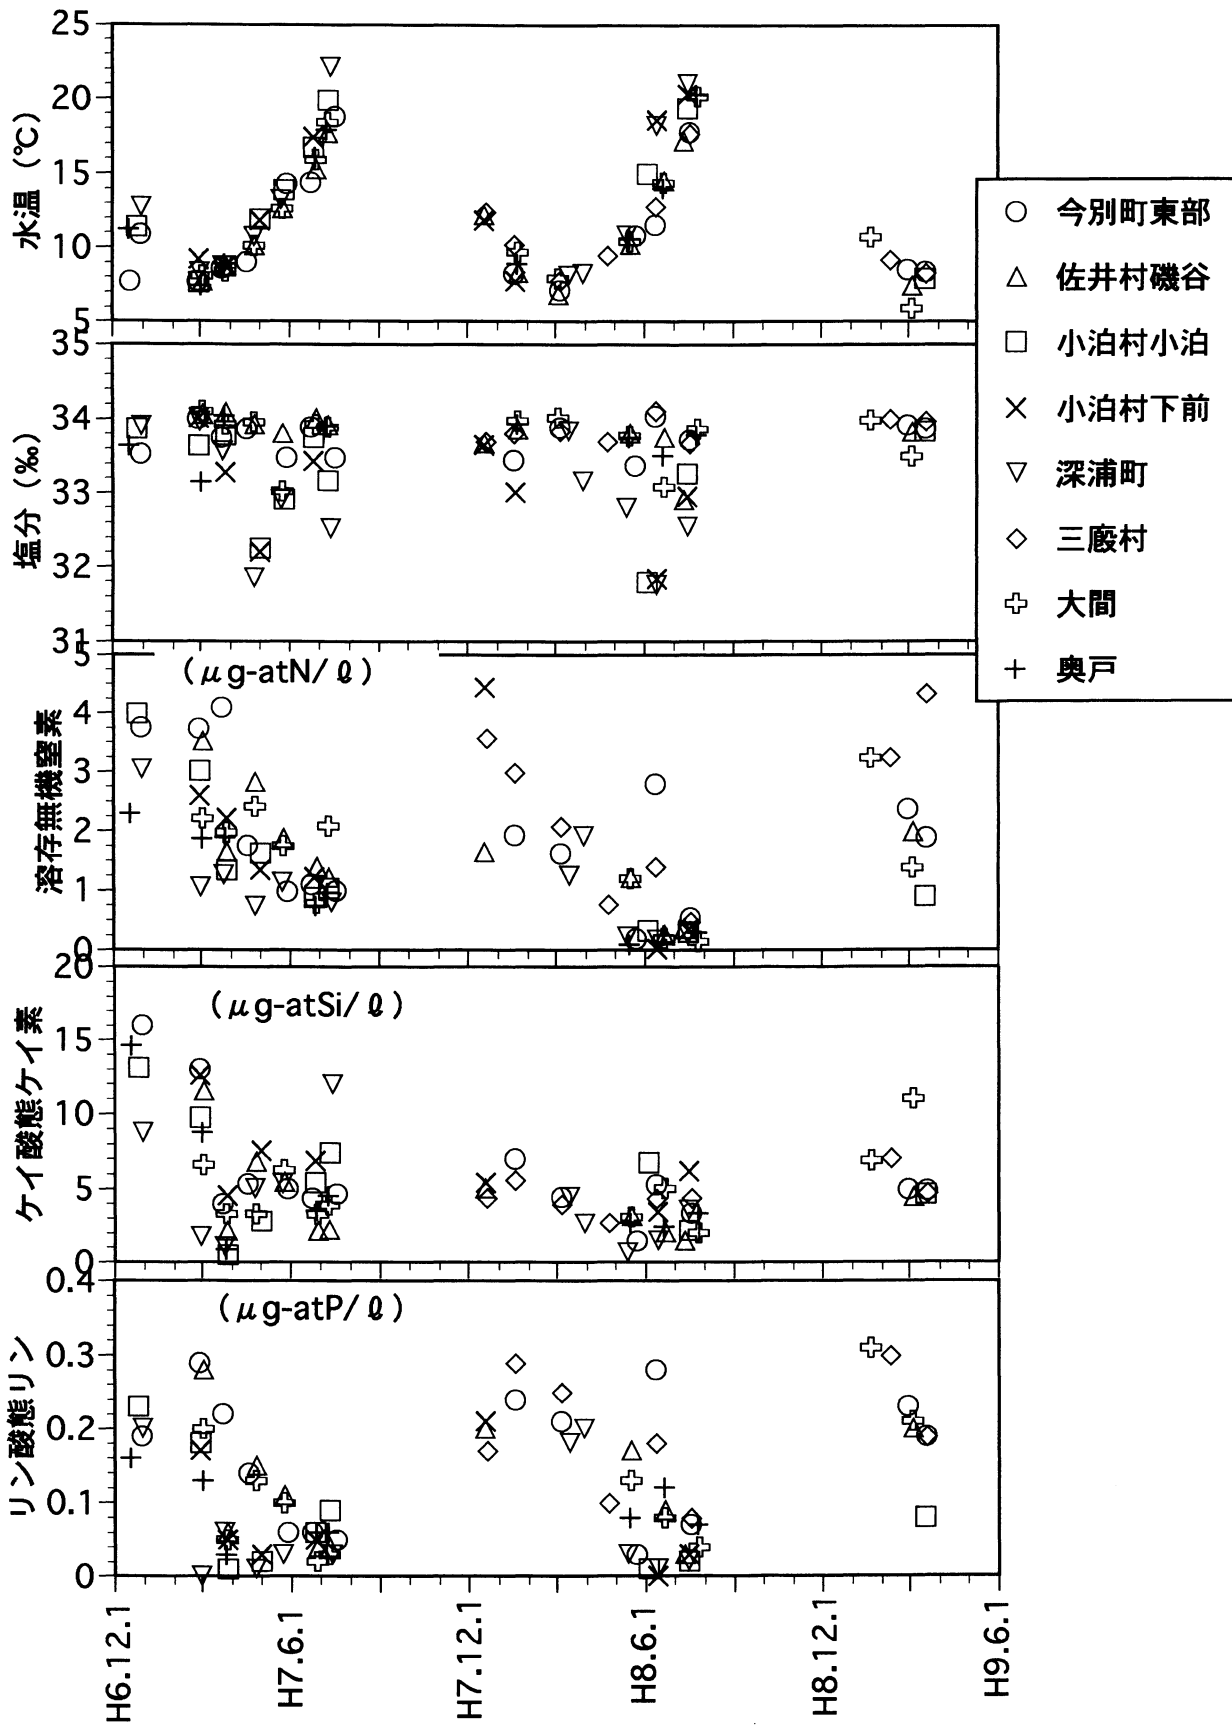 25
20
15
10
5
水温（℃）
35
34
33
32
31
塩分（‰）
5
4
3
2
1
0
溶存無機窒素
(μg-atN/ℓ)
20
15
10
5
0
ケイ酸態ケイ素
(μg-atSi/ℓ)
0.4
0.3
0.2
0.1
0
リン酸態リン
(μg-atP/ℓ)
H6.12.1
H7.6.1
H7.12.1
H8.6.1
H8.12.1
H9.6.1
今別町東部
佐井村磯谷
小泊村小泊
小泊村下前
深浦町
三厩村
大間
奥戸